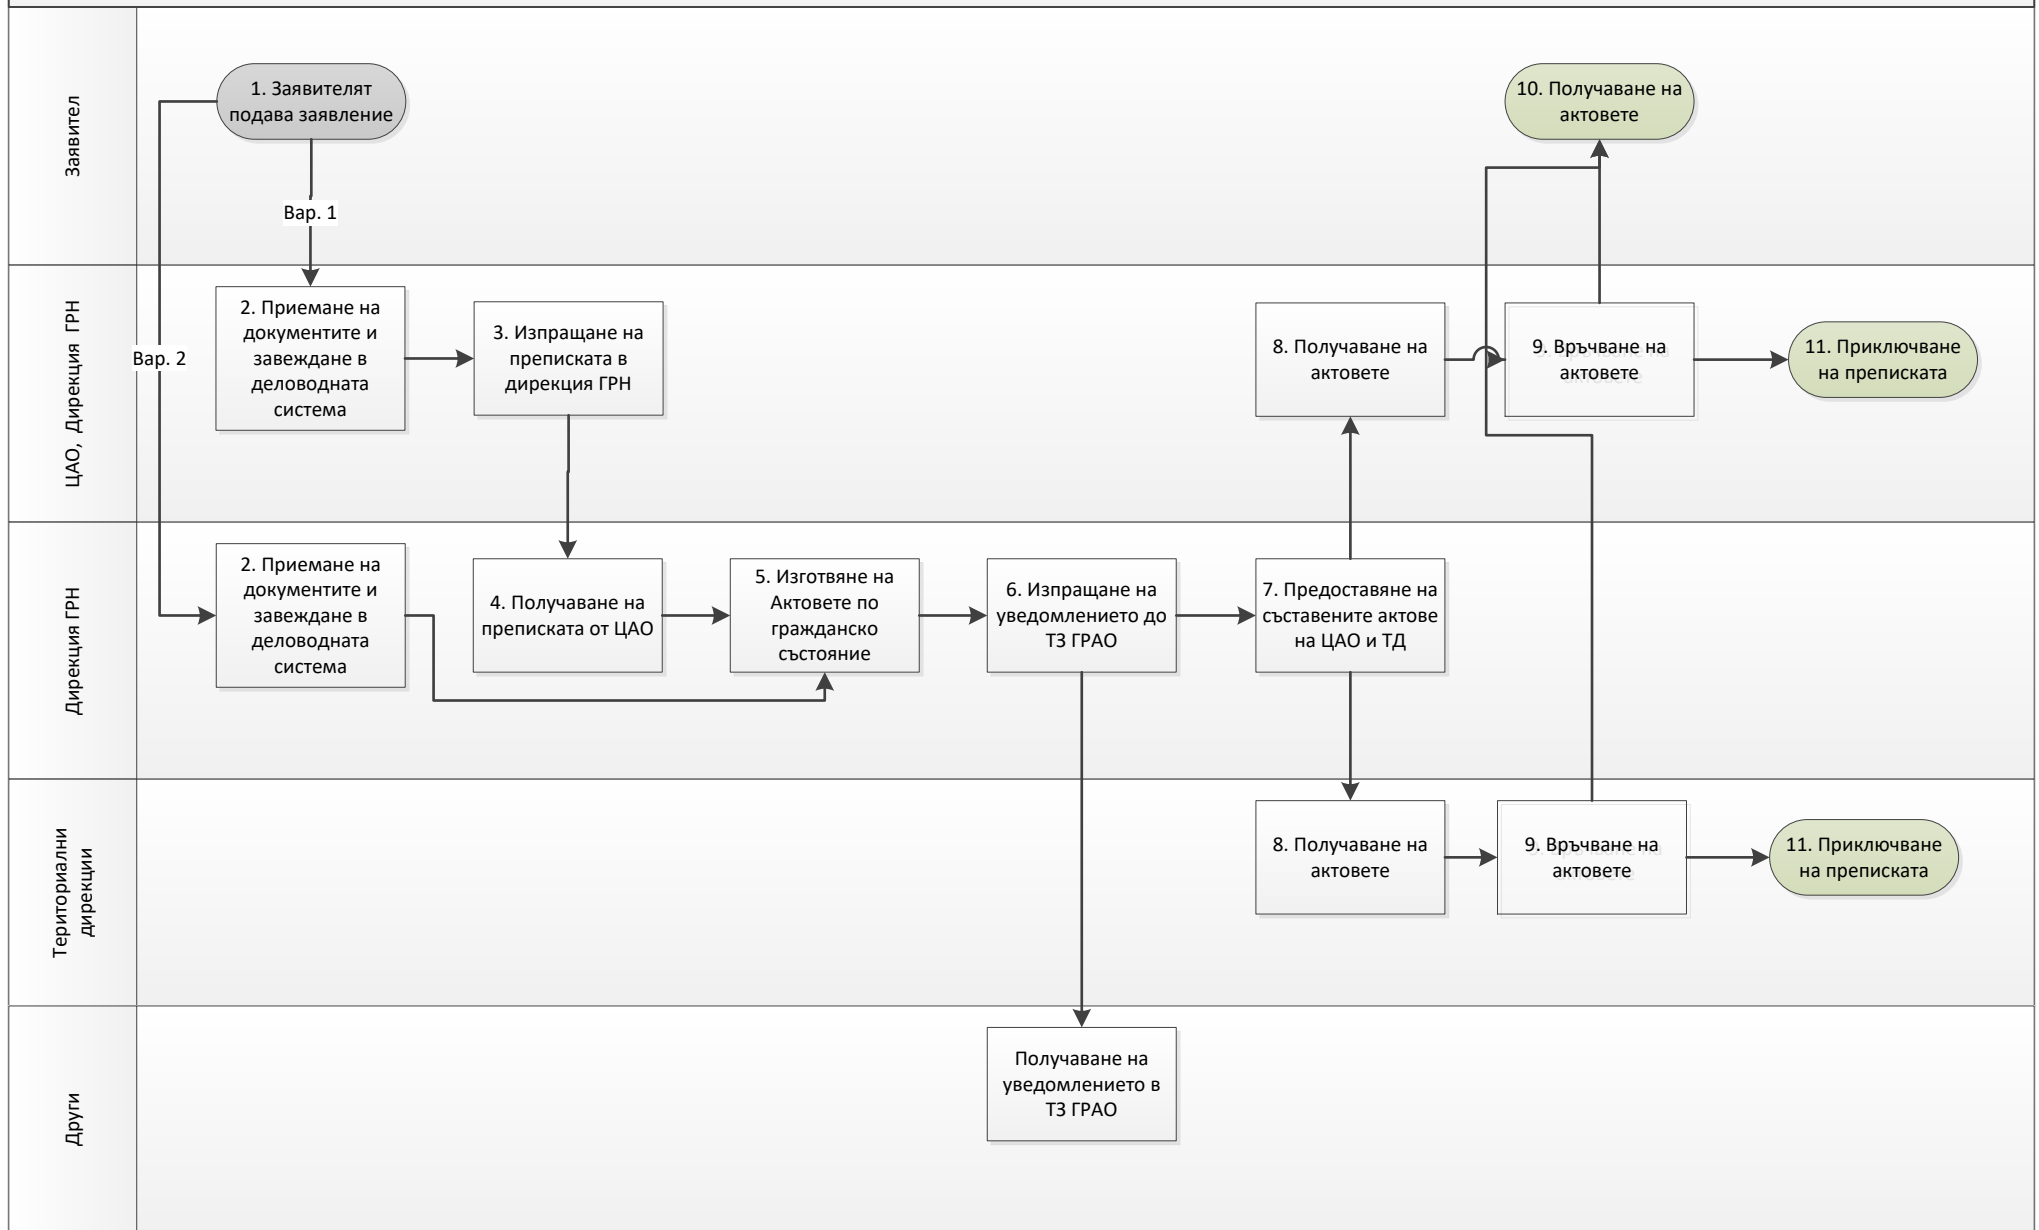 Заявител
1. Заявителят
подава заявление
10. Получаване на
актовете
Вар. 1
ЦАО, Дирекция ГРН
Вар. 2
2. Приемане на
документите и
завеждане в
деловодната
система
3. Изпращане на
преписката в
дирекция ГРН
8. Получаване на
актовете
9. Връчване на
актовете
11. Приключване
на преписката
Дирекция ГРН
2. Приемане на
документите и
завеждане в
деловодната
система
4. Получаване на
преписката от ЦАО
5. Изготвяне на
Актовете по
гражданско
състояние
6. Изпращане на
уведомлението до
ТЗ ГРАО
7. Предоставяне на
съставените актове
на ЦАО и ТД
Териториални
дирекции
8. Получаване на
актовете
9. Връчване на
актовете
11. Приключване
на преписката
Други
Получаване на
уведомлението в
ТЗ ГРАО